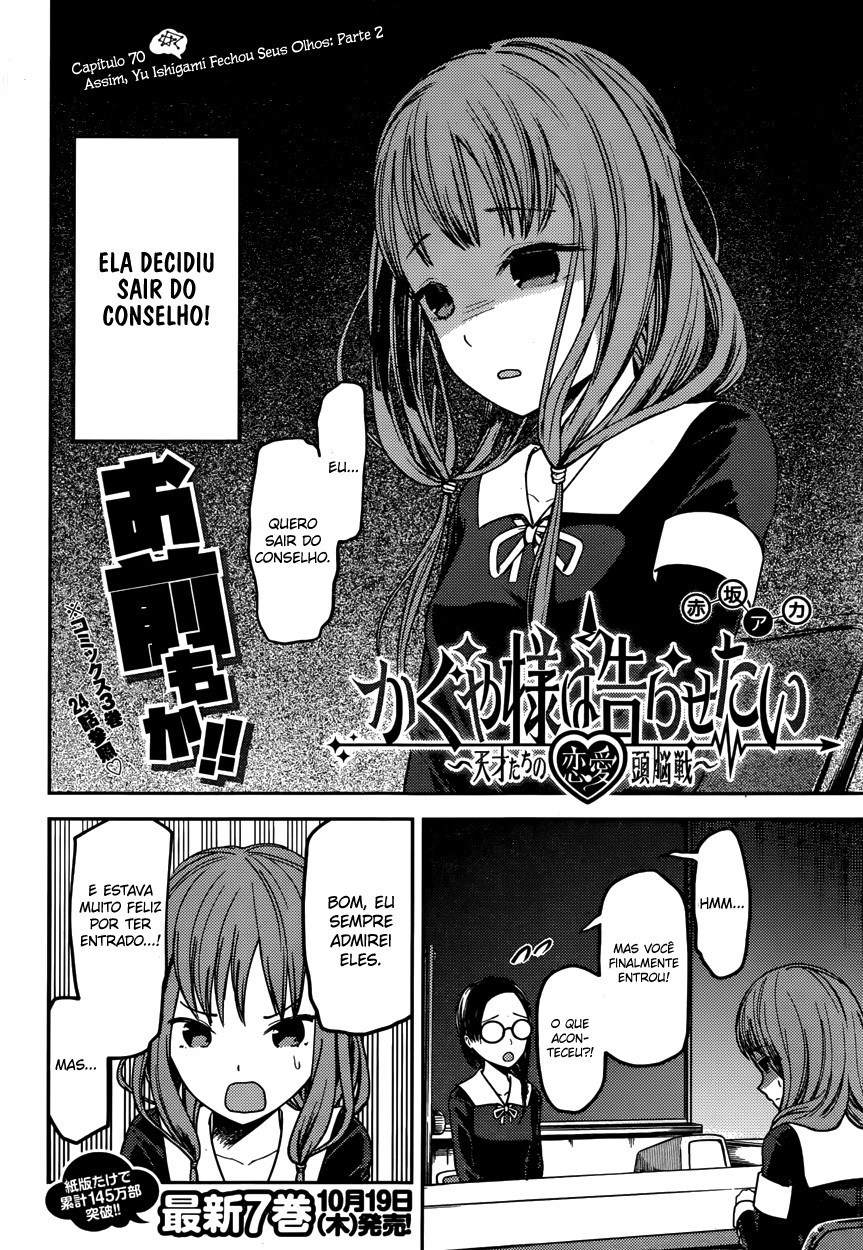 Capítulo 70
Assim, Yu Ishigami Fechou Seus Olhos: Parte 2
ELA DECIDIU
SAIR DO
CONSELHO!
EU...
QUERO
SAIR DO
CONSELHO.
お前もか!!
※コミックス3巻
24話参照♡
赤坂アカ
かぐや様は告らせたい
～天才たちの恋愛頭脳戦～
HMM...
MAS VOCÊ
FINALMENTE
ENTROU!
O QUE
ACON-
TECEU?!
BOM, EU
SEMPRE
ADMIREI
ELES.
E ESTAVA
MUITO FELIZ
POR TER
ENTRADO...!
MAS...
紙版だけで
累計145万部
突破!!
最新7巻
10月19日
(木)発売!